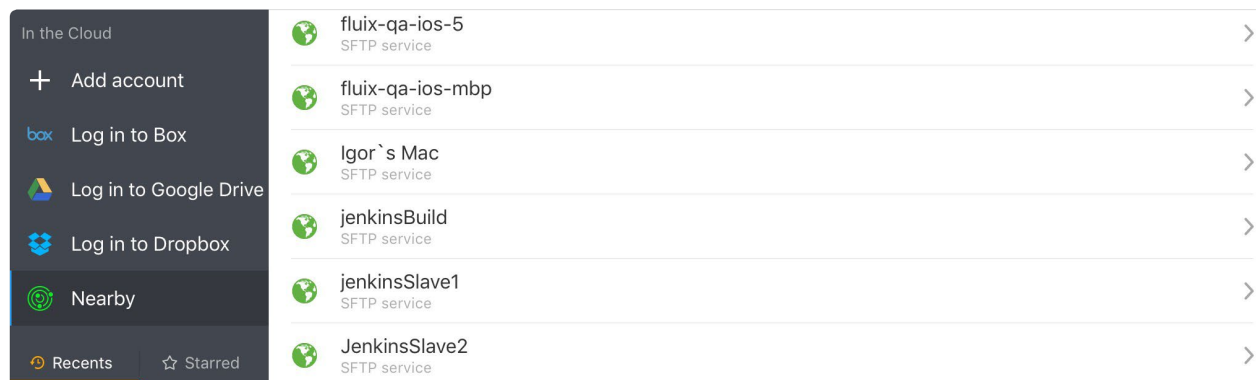 In the Cloud
Add account
box Log in to Box
Log in to Google Drive
Log in to Dropbox
Nearby
Recents
Starred
fluix-qa-ios-5
SFTP service
fluix-qa-ios-mbp
SFTP service
Igor`s Mac
SFTP service
jenkinsBuild
SFTP service
jenkinsSlave1
SFTP service
JenkinsSlave2
SFTP service